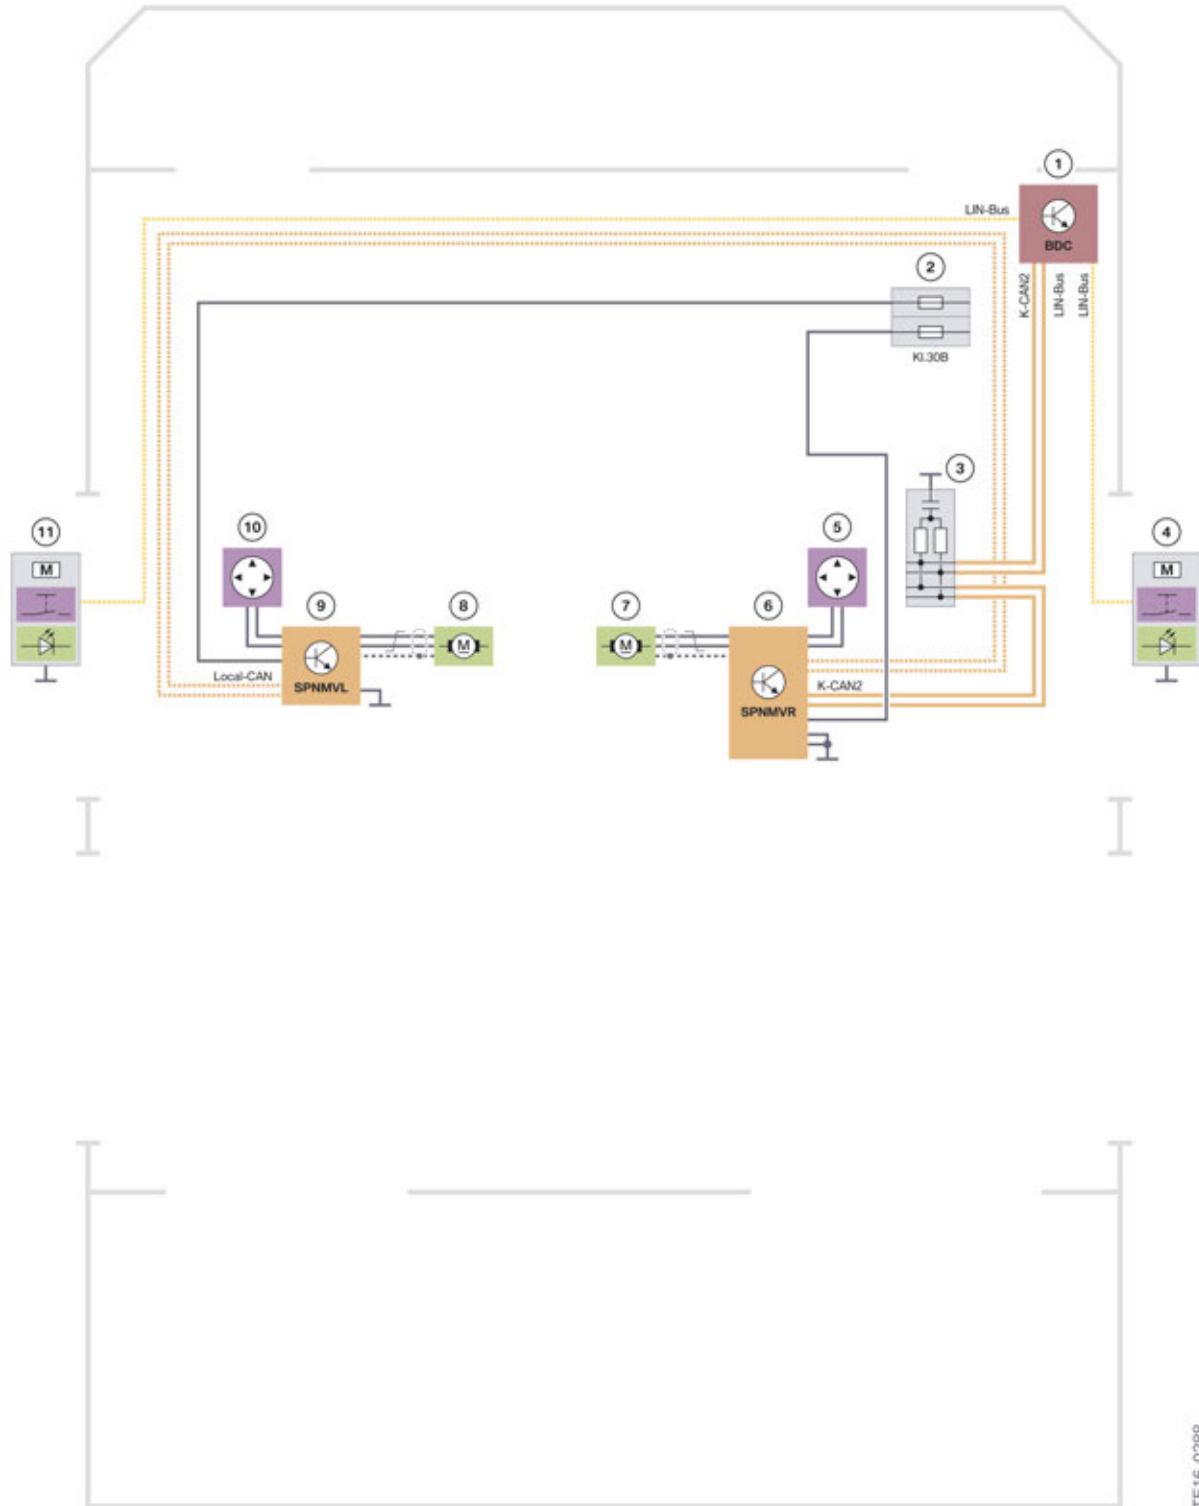 1
LIN-Bus
BDC
2
K-CAN2
LIN-Bus
LIN-Bus
Kl.30B
3
11
10
5
4
M
M
9
8
7
6
M
M
Local-CAN
SPNMVL
K-CAN2
SPNMVR